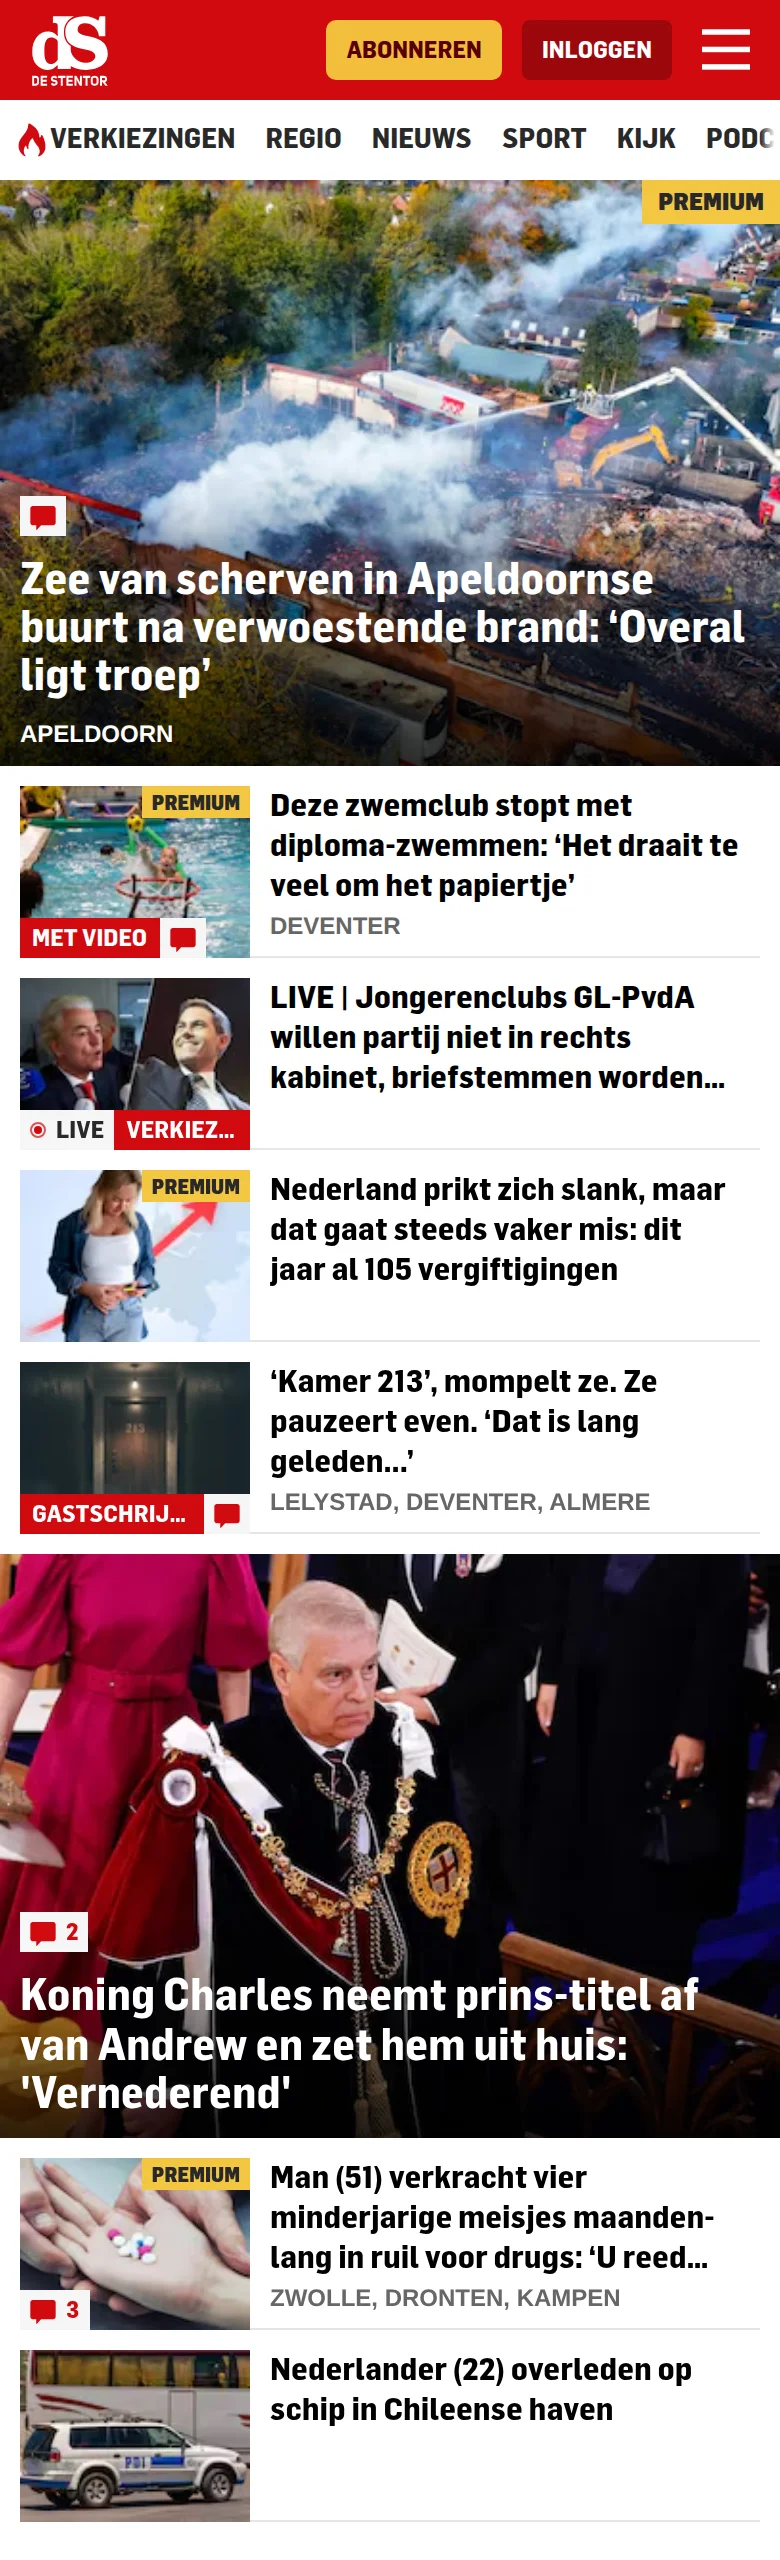 dS
DE STENTOR
ABONNEREN
INLOGGEN
VERKIEZINGEN REGIO NIEUWS SPORT KIJK PODC
PREMIUM
Zee van scherven in Apeldoornse
buurt na verwoestende brand: ‘Overal
ligt troep’
APELDOORN
PREMIUM
MET VIDEO
Deze zwemclub stopt met
diploma-zwemmen: ‘Het draait te
veel om het papiertje’
DEVENTER
LIVE VERKIEZ...
LIVE | Jongerenclubs GL-PvdA
willen partij niet in rechts
kabinet, briefstemmen worden...
PREMIUM
Nederland prikt zich slank, maar
dat gaat steeds vaker mis: dit
jaar al 105 vergiftigingen
213
GASTSCHRIJ...
‘Kamer 213’, mompelt ze. Ze
pauzeert even. ‘Dat is lang
geleden...’
LELYSTAD, DEVENTER, ALMERE
2
Koning Charles neemt prins-titel af
van Andrew en zet hem uit huis:
'Vernederend'
PREMIUM
3
Man (51) verkracht vier
minderjarige meisjes maanden-
lang in ruil voor drugs: ‘U reed...
ZWOLLE, DRONTEN, KAMPEN
PDI
Nederlander (22) overleden op
schip in Chileense haven